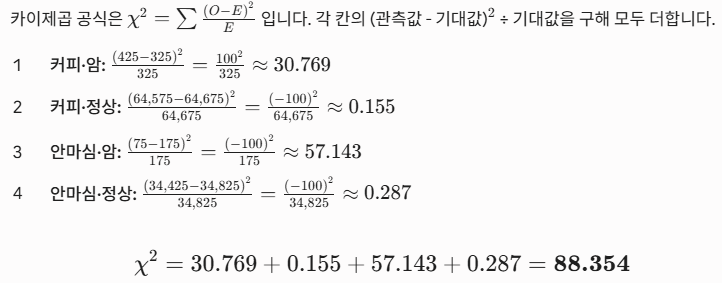 카이제곱 공식은 $\chi^2 = \sum \frac{(O-E)^2}{E}$ 입니다. 각 칸의 (관측값 - 기대값)$^2$ ÷ 기대값을 구해 모두 더합니다.
1 커피·암: $\frac{(425-325)^2}{325} = \frac{100^2}{325} \approx 30.769$
2 커피·정상: $\frac{(64,575-64,675)^2}{64,675} = \frac{(-100)^2}{64,675} \approx 0.155$
3 안마심·암: $\frac{(75-175)^2}{175} = \frac{(-100)^2}{175} \approx 57.143$
4 안마심·정상: $\frac{(34,425-34,825)^2}{34,825} = \frac{(-100)^2}{34,825} \approx 0.287$
$\chi^2 = 30.769 + 0.155 + 57.143 + 0.287 = \mathbf{88.354}$